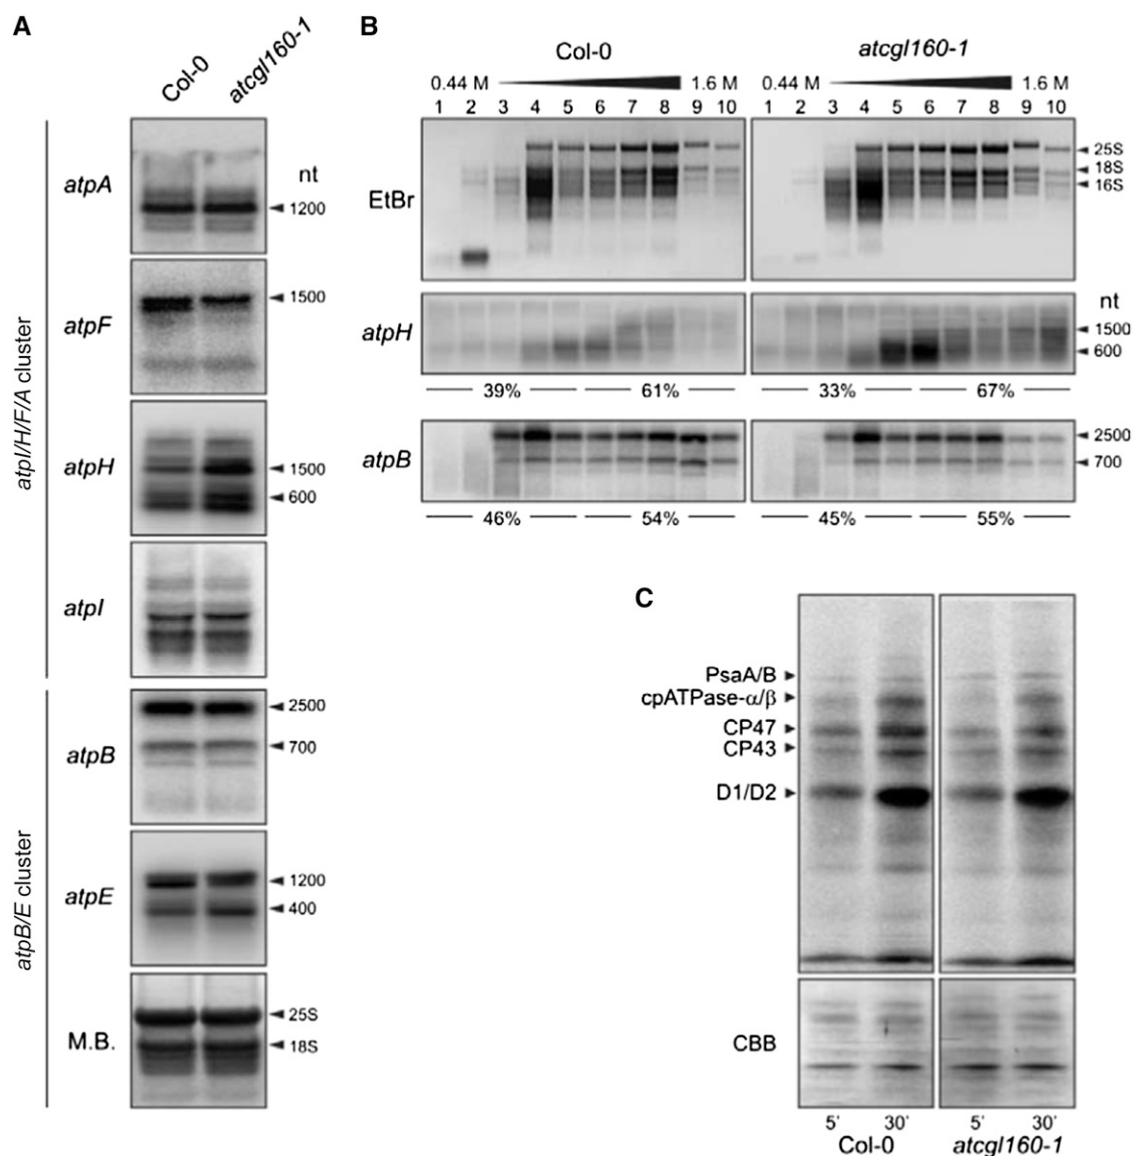 A
Col-0
atcgl160-1
nt
atpI/H/F/A cluster
atpA
1200
atpF
1500
atpH
1500
600
atpI
atpB/E cluster
atpB
2500
700
atpE
1200
400
M.B.
25S
18S
B
Col-0
atcgl160-1
0.44 M 1.6 M 0.44 M 1.6 M
1 2 3 4 5 6 7 8 9 10 1 2 3 4 5 6 7 8 9 10
EtBr
25S
18S
16S
nt
atpH
1500
600
39% 61% 33% 67%
atpB
2500
700
46% 54% 45% 55%
C
PsaA/B
cpATPase-α/β
CP47
CP43
D1/D2
CBB
5' 30' 5' 30'
Col-0 atcgl160-1